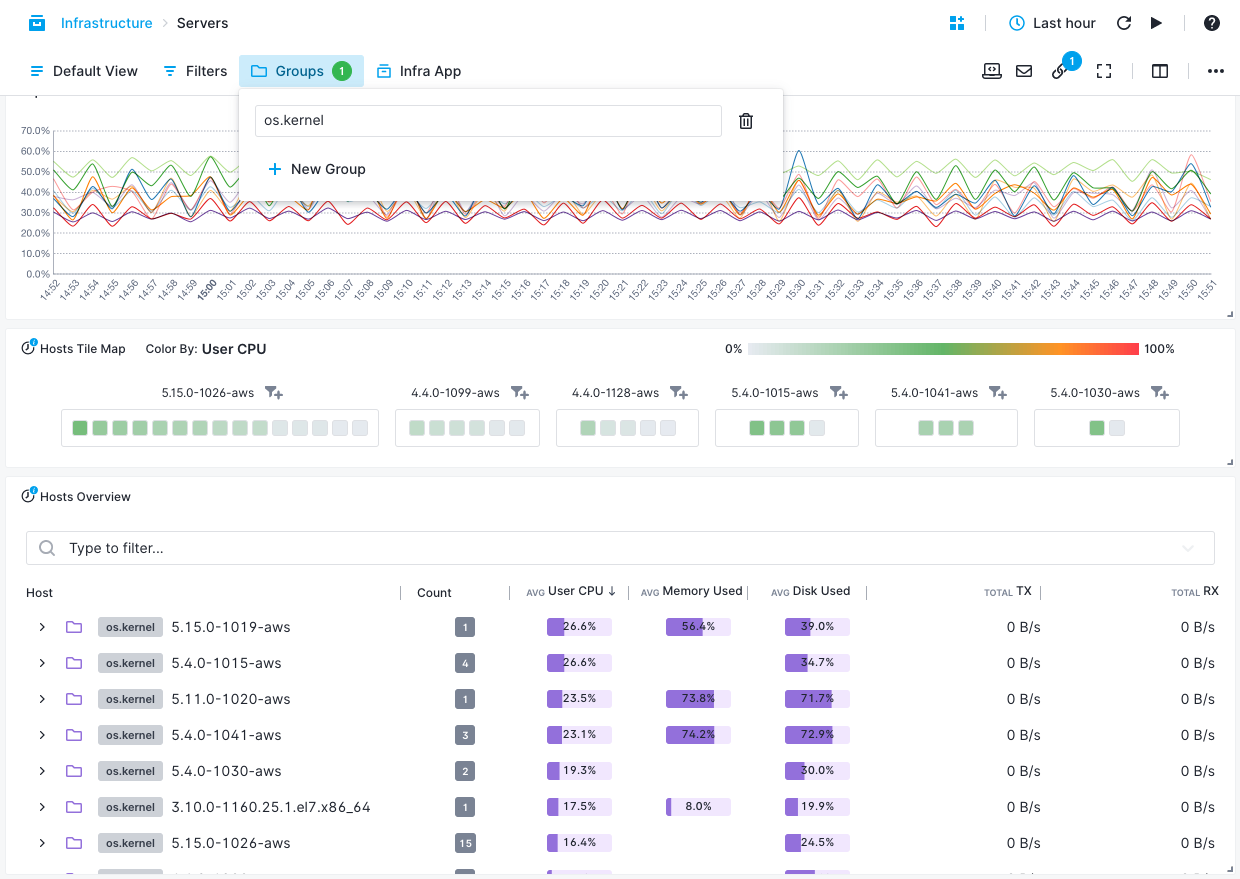 Infrastructure Servers Last hour
Default View Filters Groups 1 Infra App 1
os.kernel
New Group
70.0%
60.0%
50.0%
40.0%
30.0%
20.0%
10.0%
0.0%
14:52 14:53 14:54 14:55 14:56 14:57 14:58 14:59 15:00 15:01 15:02 15:03 15:04 15:05 15:06 15:07 15:08 15:09 15:10 15:11 15:12 15:13 15:14 15:15 15:16 15:17 15:18 15:19 15:20 15:21 15:22 15:23 15:24 15:25 15:26 15:27 15:28 15:29 15:30 15:31 15:32 15:33 15:34 15:35 15:36 15:37 15:38 15:39 15:40 15:41 15:42 15:43 15:44 15:45 15:46 15:47 15:48 15:49 15:50 15:51
Hosts Tile Map Color By: User CPU 0% 100%
5.15.0-1026-aws 4.4.0-1099-aws 4.4.0-1128-aws 5.4.0-1015-aws 5.4.0-1041-aws 5.4.0-1030-aws
Hosts Overview
Type to filter...
Host Count AVG User CPU AVG Memory Used AVG Disk Used TOTAL TX TOTAL RX
os.kernel 5.15.0-1019-aws 1 26.6% 56.4% 39.0% 0 B/s 0 B/s
os.kernel 5.4.0-1015-aws 4 26.6% 34.7% 0 B/s 0 B/s
os.kernel 5.11.0-1020-aws 1 23.5% 73.8% 71.7% 0 B/s 0 B/s
os.kernel 5.4.0-1041-aws 3 23.1% 74.2% 72.9% 0 B/s 0 B/s
os.kernel 5.4.0-1030-aws 2 19.3% 30.0% 0 B/s 0 B/s
os.kernel 3.10.0-1160.25.1.el7.x86_64 1 17.5% 8.0% 19.9% 0 B/s 0 B/s
os.kernel 5.15.0-1026-aws 15 16.4% 24.5% 0 B/s 0 B/s